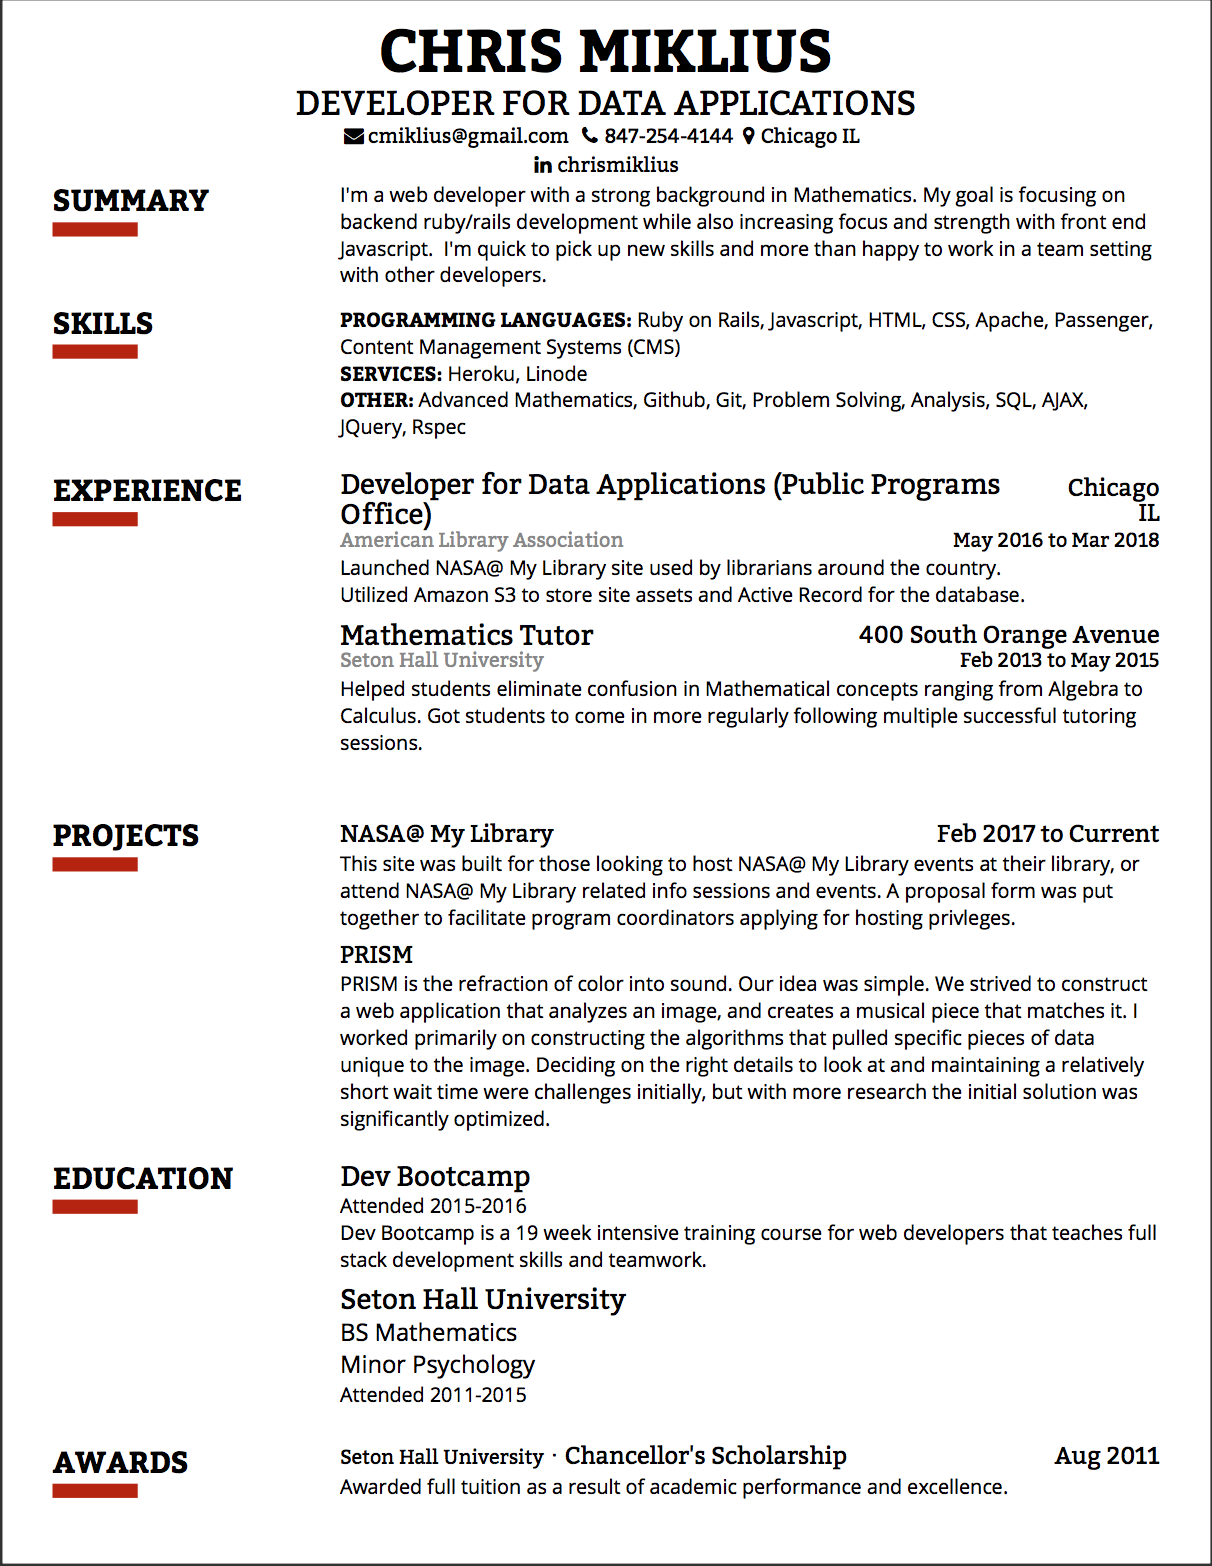 CHRIS MIKLIUS
DEVELOPER FOR DATA APPLICATIONS
cmiklius@gmail.com 847-254-4144 Chicago IL
in chrismiklius
SUMMARY
I'm a web developer with a strong background in Mathematics. My goal is focusing on
backend ruby/rails development while also increasing focus and strength with front end
Javascript.  I'm quick to pick up new skills and more than happy to work in a team setting
with other developers.
SKILLS
PROGRAMMING LANGUAGES: Ruby on Rails, Javascript, HTML, CSS, Apache, Passenger,
Content Management Systems (CMS)
SERVICES: Heroku, Linode
OTHER: Advanced Mathematics, Github, Git, Problem Solving, Analysis, SQL, AJAX,
JQuery, Rspec
EXPERIENCE
Developer for Data Applications (Public Programs
Office)
Chicago
IL
American Library Association May 2016 to Mar 2018
Launched NASA@ My Library site used by librarians around the country.
Utilized Amazon S3 to store site assets and Active Record for the database.
Mathematics Tutor 400 South Orange Avenue
Seton Hall University Feb 2013 to May 2015
Helped students eliminate confusion in Mathematical concepts ranging from Algebra to
Calculus. Got students to come in more regularly following multiple successful tutoring
sessions.
PROJECTS
NASA@ My Library Feb 2017 to Current
This site was built for those looking to host NASA@ My Library events at their library, or
attend NASA@ My Library related info sessions and events. A proposal form was put
together to facilitate program coordinators applying for hosting privleges.
PRISM
PRISM is the refraction of color into sound. Our idea was simple. We strived to construct
a web application that analyzes an image, and creates a musical piece that matches it. I
worked primarily on constructing the algorithms that pulled specific pieces of data
unique to the image. Deciding on the right details to look at and maintaining a relatively
short wait time were challenges initially, but with more research the initial solution was
significantly optimized.
EDUCATION
Dev Bootcamp
Attended 2015-2016
Dev Bootcamp is a 19 week intensive training course for web developers that teaches full
stack development skills and teamwork.
Seton Hall University
BS Mathematics
Minor Psychology
Attended 2011-2015
AWARDS
Seton Hall University · Chancellor's Scholarship Aug 2011
Awarded full tuition as a result of academic performance and excellence.